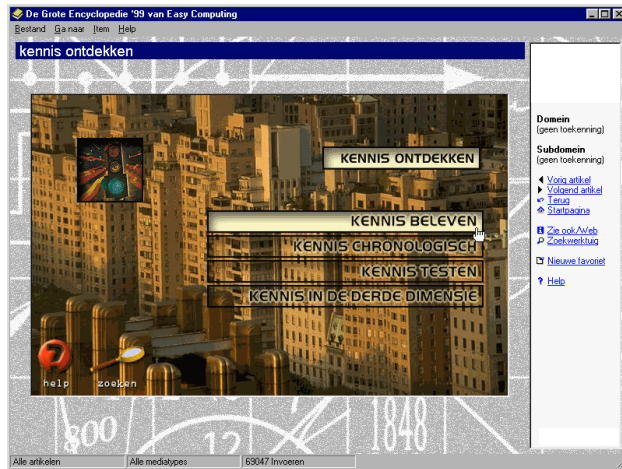 De Grote Encyclopedie '99 van Easy Computing
Bestand Ga naar Item Help
kennis ontdekken
KENNIS ONTDEKKEN
KENNIS BELEVEN
KENNIS CHRONOLOGISCH
KENNIS TESTEN
KENNIS IN DE DERDE DIMENSIE
help zoeken
Domein
(geen toekenning)
Subdomein
(geen toekenning)
Vorig artikel
Volgend artikel
Terug
Startpagina
Zie ook/Web
Zoekwerktuig
Nieuwe favoriet
? Help
800
12
1848
Alle artikelen Alle mediatypes 69047 Invoeren